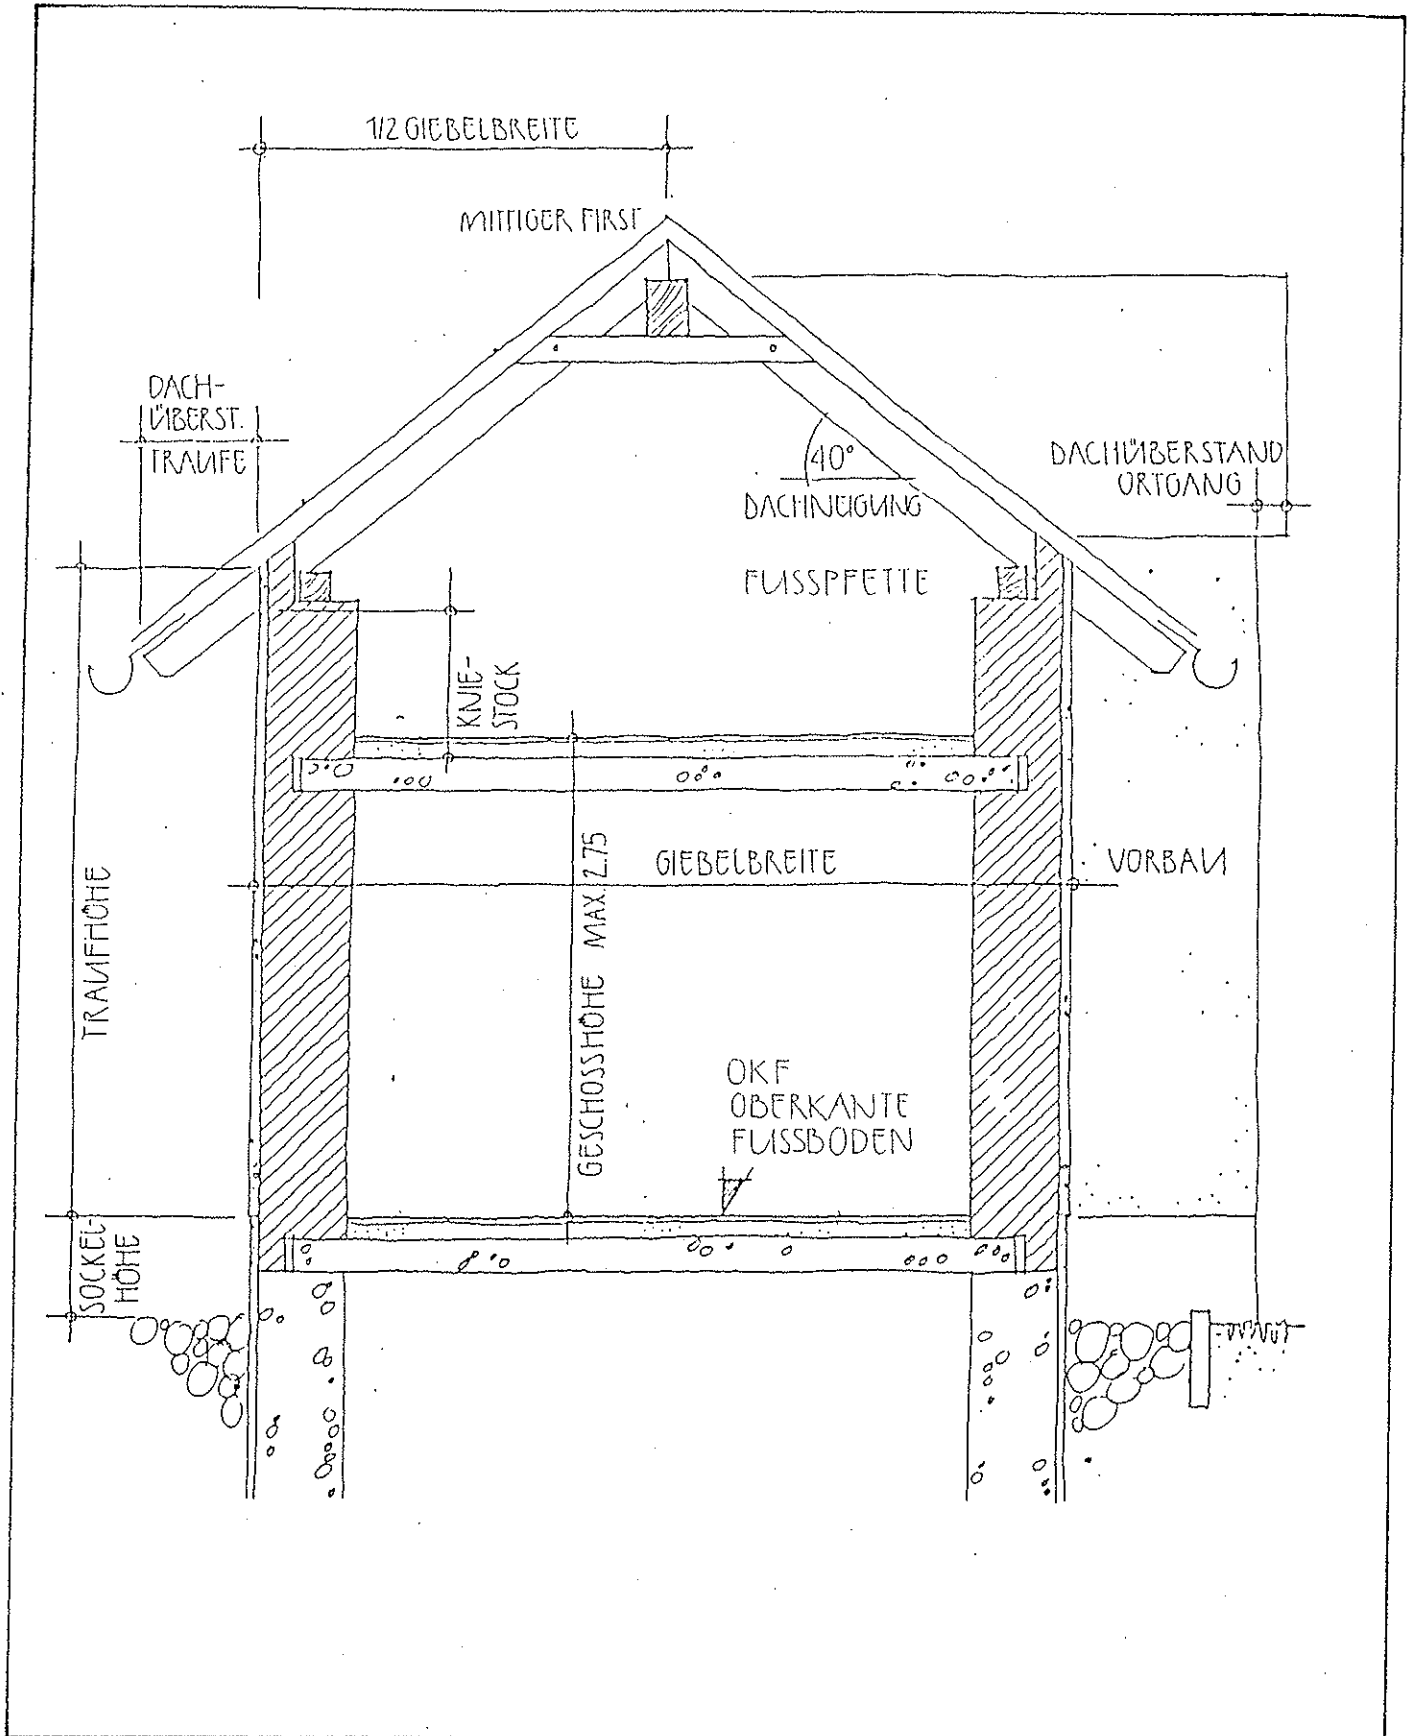 1/2 GIEBELBREITE
MITTIGER FIRST
DACH-
ÜBERST.
TRAUFE
40°
DACHNEIGUNG
DACHÜBERSTAND
ORTGANG
FUSSPFETTE
KNIE-
STOCK
GIEBELBREITE
VORBAU
TRAUFHÖHE
GESCHOSSHÖHE MAX 2.75
OKF
OBERKANTE
FUSSBODEN
SOCKEL-
HÖHE